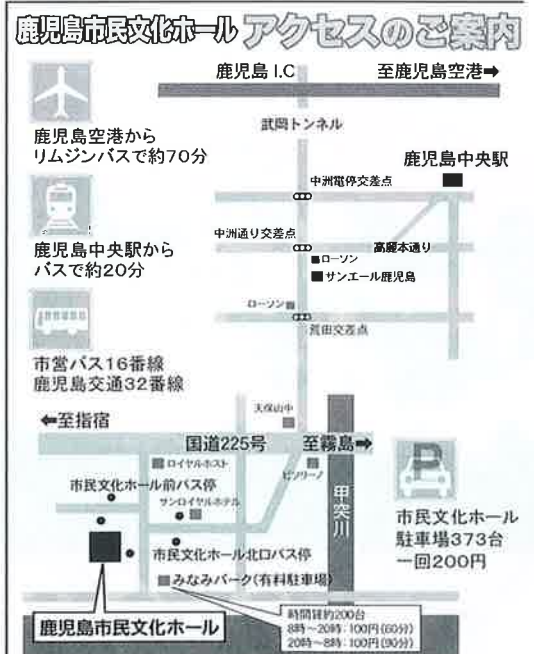 鹿児島市民文化ホール アクセスのご案内
鹿児島 I.C
至鹿児島空港➡
武岡トンネル
鹿児島空港から
リムジンバスで約70分
鹿児島中央駅
中洲電停交差点
鹿児島中央駅から
バスで約20分
中洲通り交差点
高麗本通り
ローソン
サンエール鹿児島
ローソン
荒田交差点
市営バス16番線
鹿児島交通32番線
天保山中
⬅至指宿
国道225号
至霧島➡
P
ロイヤルホスト
ピソリーノ
甲突川
市民文化ホール前バス停
サンロイヤルホテル
市民文化ホール
駐車場373台
一回200円
市民文化ホール北口バス停
みなみパーク(有料駐車場)
鹿児島市民文化ホール
時間貸約200台
8時～20時:100円(60分)
20時～8時:100円(90分)